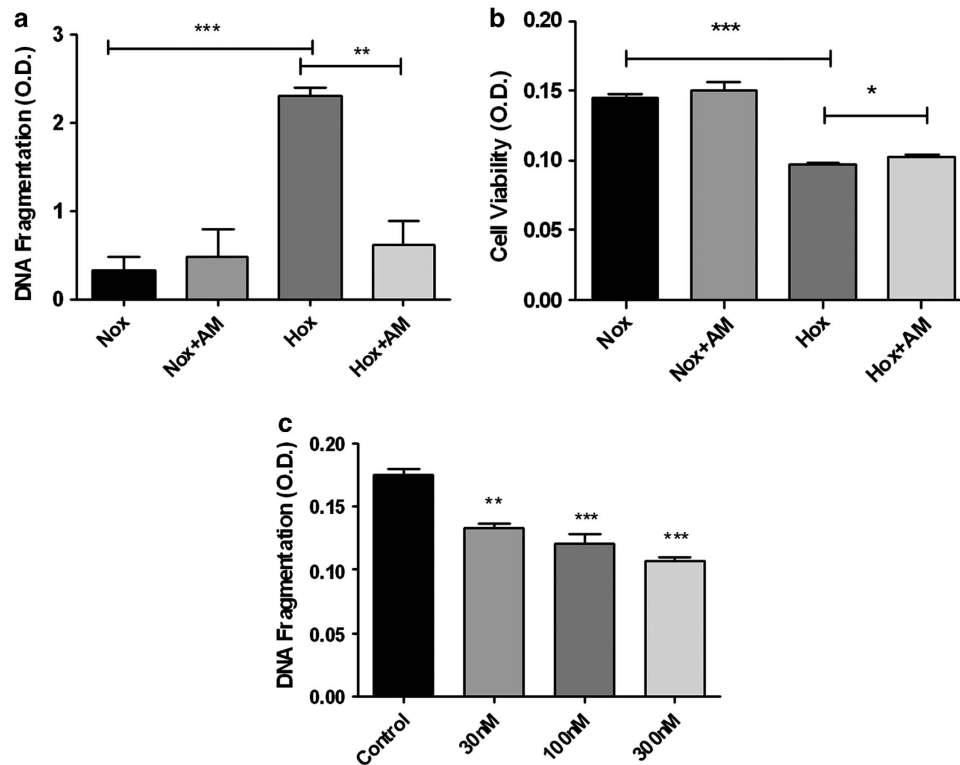 a
DNA Fragmentation (O.D.)
3
2
1
0
***
**
Nox
Nox+AM
Hox
Hox+AM
b
Cell Viability (O.D.)
0.20
0.15
0.10
0.05
0.00
***
*
Nox
Nox+AM
Hox
Hox+AM
c
DNA Fragmentation (O.D.)
0.20
0.15
0.10
0.05
0.00
**
***
***
Control
30nM
100nM
300nM